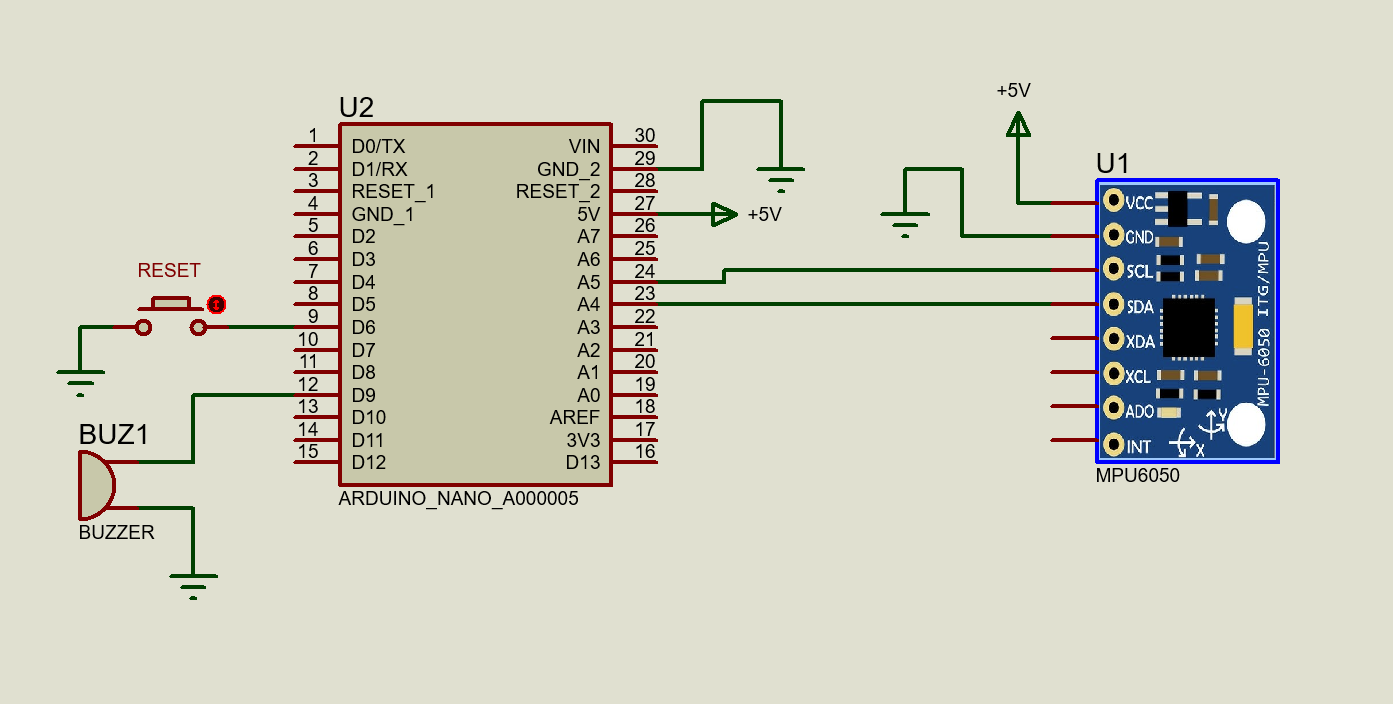 U2
1 D0/TX VIN 30
2 D1/RX GND_2 29
3 RESET_1 RESET_2 28
4 GND_1 5V 27
+5V
5 D2 A7 26
6 D3 A6 25
7 D4 A5 24
8 D5 A4 23
9 D6 A3 22
10 D7 A2 21
11 D8 A1 20
12 D9 A0 19
13 D10 AREF 18
14 D11 3V3 17
15 D12 D13 16
ARDUINO_NANO_A000005
RESET
BUZ1
BUZZER
+5V
U1
VCC
GND
SCL
SDA
XDA
XCL
ADO
INT
MPU-6050 ITG/MPU
Y
X
MPU6050